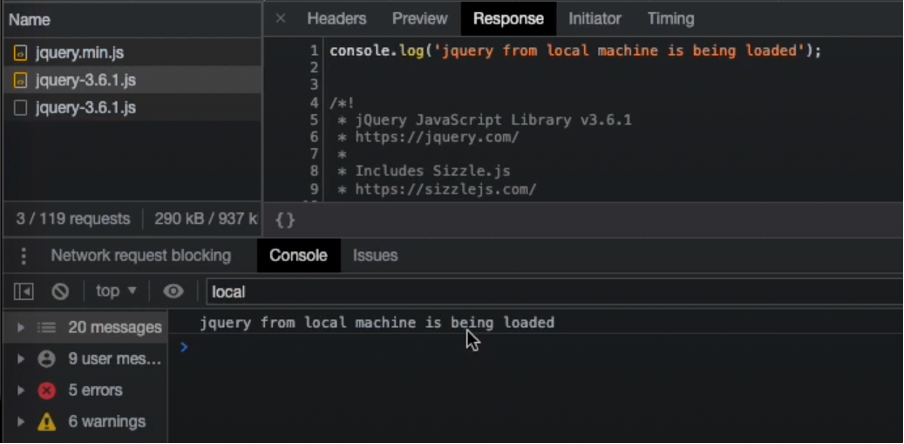 Name
jquery.min.js
jquery-3.6.1.js
jquery-3.6.1.js
3 / 119 requests 290 kB / 937 k
× Headers Preview Response Initiator Timing
1 console.log('jquery from local machine is being loaded');
2
3
4 /*!
5 * jQuery JavaScript Library v3.6.1
6 * https://jquery.com/
7 *
8 * Includes Sizzle.js
9 * https://sizzlejs.com/
{}
Network request blocking Console Issues
top ▼ local
20 messages
9 user mes...
5 errors
6 warnings
jquery from local machine is being loaded
>